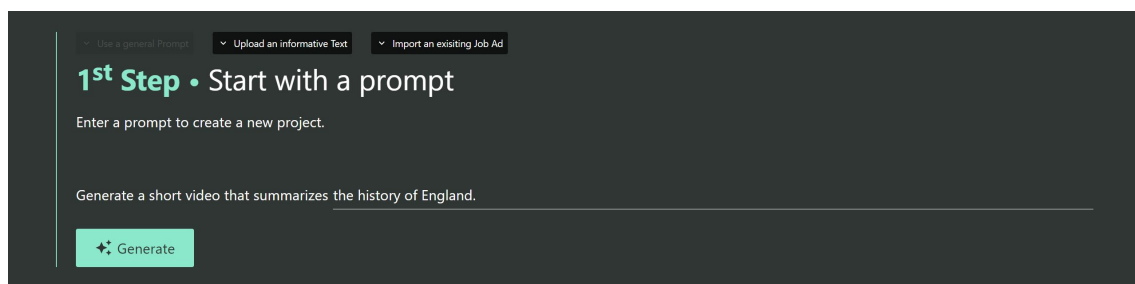 Use a general Prompt Upload an informative Text Import an exisiting Job Ad
1st Step • Start with a prompt
Enter a prompt to create a new project.
Generate a short video that summarizes the history of England.
Generate